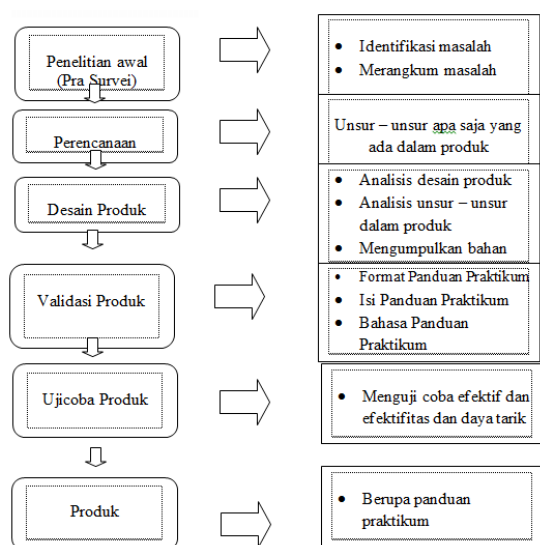 Penelitian awal
(Pra Survei)
• Identifikasi masalah
• Merangkum masalah
Perencanaan
Unsur – unsur apa saja yang
ada dalam produk
Desain Produk
• Analisis desain produk
• Analisis unsur – unsur
dalam produk
• Mengumpulkan bahan
Validasi Produk
• Format Panduan Praktikum
• Isi Panduan Praktikum
• Bahasa Panduan
Praktikum
Ujicoba Produk
• Menguji coba efektif dan
efektifitas dan daya tarik
Produk
• Berupa panduan
praktikum